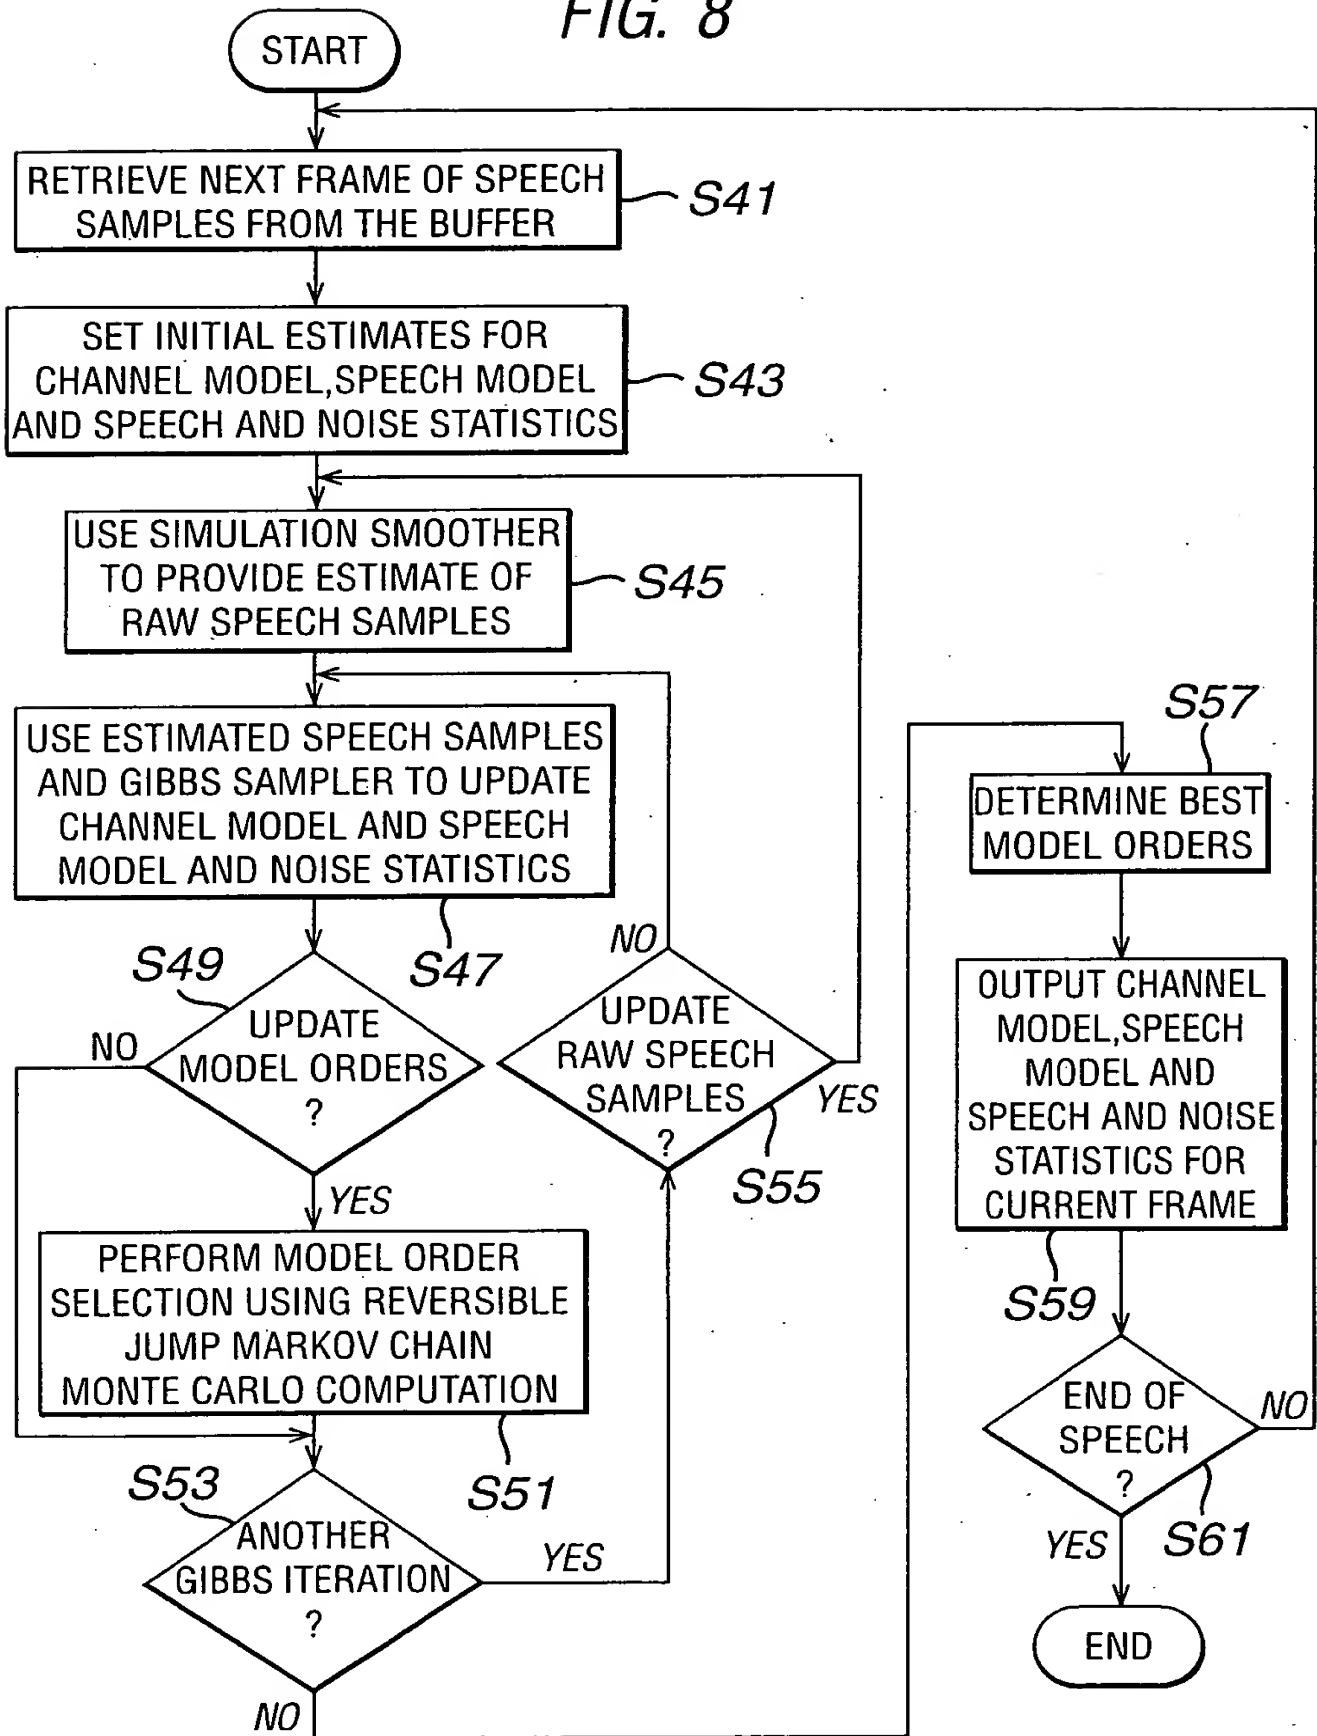 FIG. 8
START
RETRIEVE NEXT FRAME OF SPEECH
SAMPLES FROM THE BUFFER
S41
SET INITIAL ESTIMATES FOR
CHANNEL MODEL,SPEECH MODEL
AND SPEECH AND NOISE STATISTICS
S43
USE SIMULATION SMOOTHER
TO PROVIDE ESTIMATE OF
RAW SPEECH SAMPLES
S45
USE ESTIMATED SPEECH SAMPLES
AND GIBBS SAMPLER TO UPDATE
CHANNEL MODEL AND SPEECH
MODEL AND NOISE STATISTICS
S47
S49
UPDATE
MODEL ORDERS
?
NO
YES
PERFORM MODEL ORDER
SELECTION USING REVERSIBLE
JUMP MARKOV CHAIN
MONTE CARLO COMPUTATION
S51
S53
ANOTHER
GIBBS ITERATION
?
YES
NO
NO
UPDATE
RAW SPEECH
SAMPLES
?
YES
S55
S57
DETERMINE BEST
MODEL ORDERS
OUTPUT CHANNEL
MODEL,SPEECH
MODEL AND
SPEECH AND NOISE
STATISTICS FOR
CURRENT FRAME
S59
END OF
SPEECH
?
NO
S61
YES
END